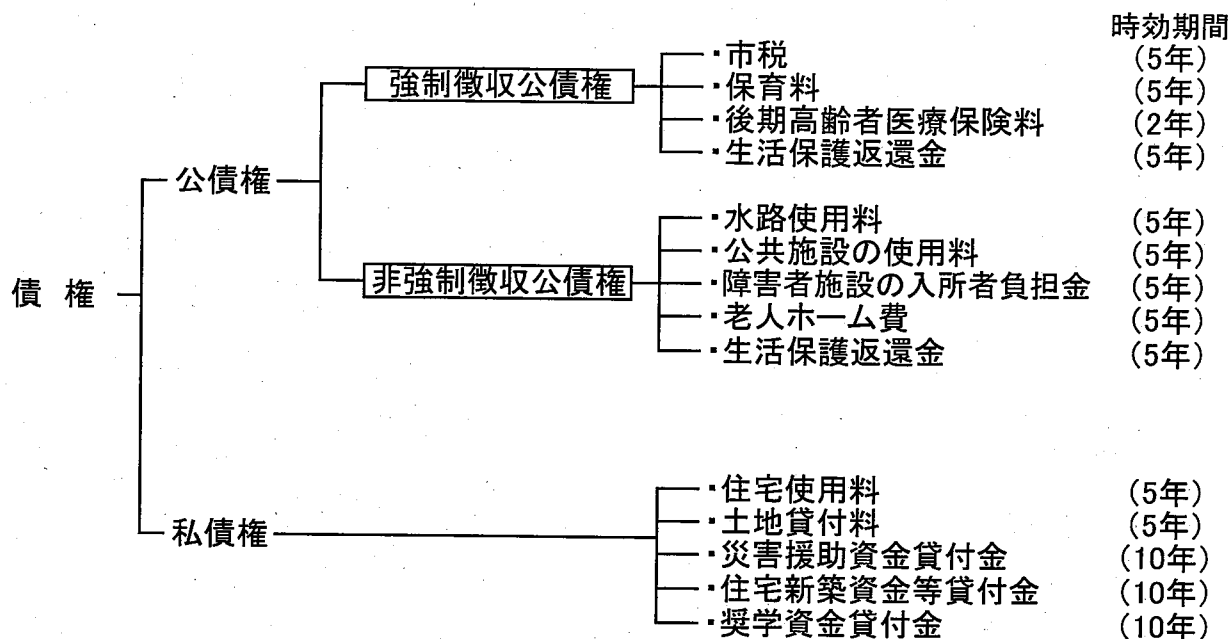 時効期間
強制徴収公債権
・市税 (5年)
・保育料 (5年)
・後期高齢者医療保険料 (2年)
・生活保護返還金 (5年)
公債権
非強制徴収公債権
・水路使用料 (5年)
・公共施設の使用料 (5年)
・障害者施設の入所者負担金 (5年)
・老人ホーム費 (5年)
・生活保護返還金 (5年)
債権
私債権
・住宅使用料 (5年)
・土地貸付料 (5年)
・災害援助資金貸付金 (10年)
・住宅新築資金等貸付金 (10年)
・奨学資金貸付金 (10年)